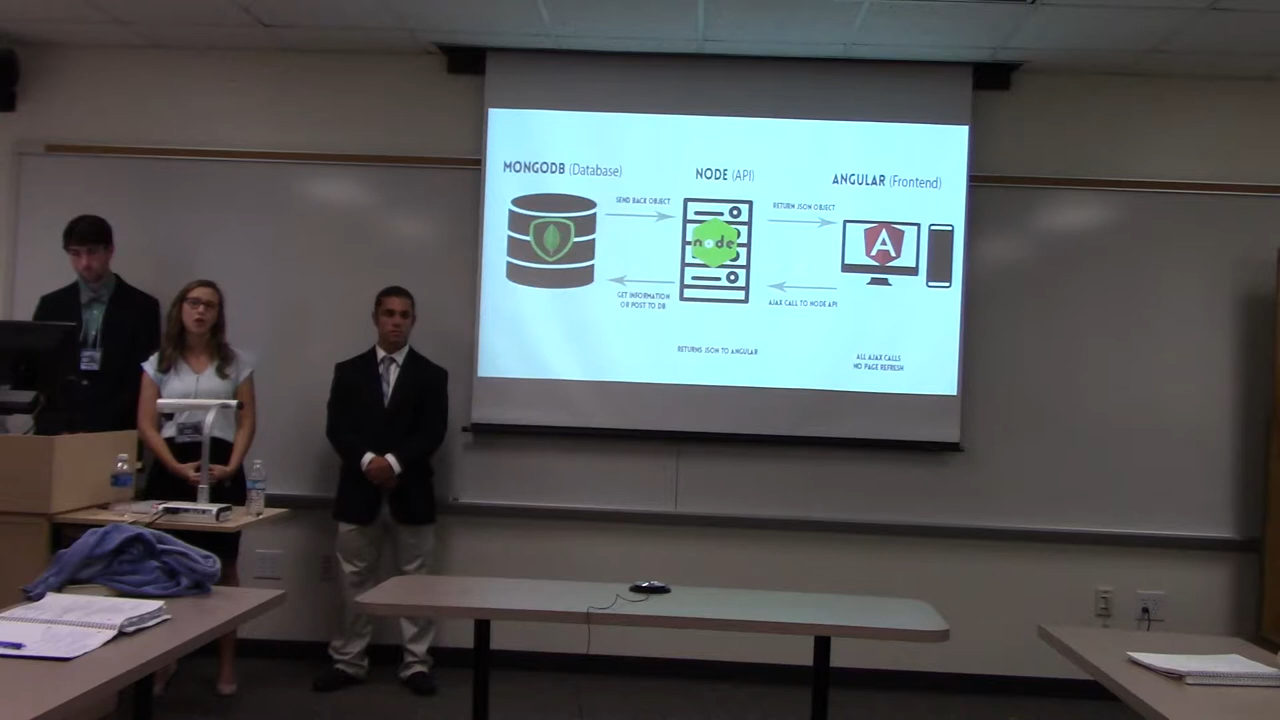 MONGODB (Database)
SEND BACK OBJECT
GET INFORMATION
OR POST TO DB
NODE (API)
node
RETURNS JSON TO ANGULAR
RETURN JSON OBJECT
AJAX CALL TO NODE API
ANGULAR (Frontend)
A
ALL AJAX CALLS
NO PAGE REFRESH